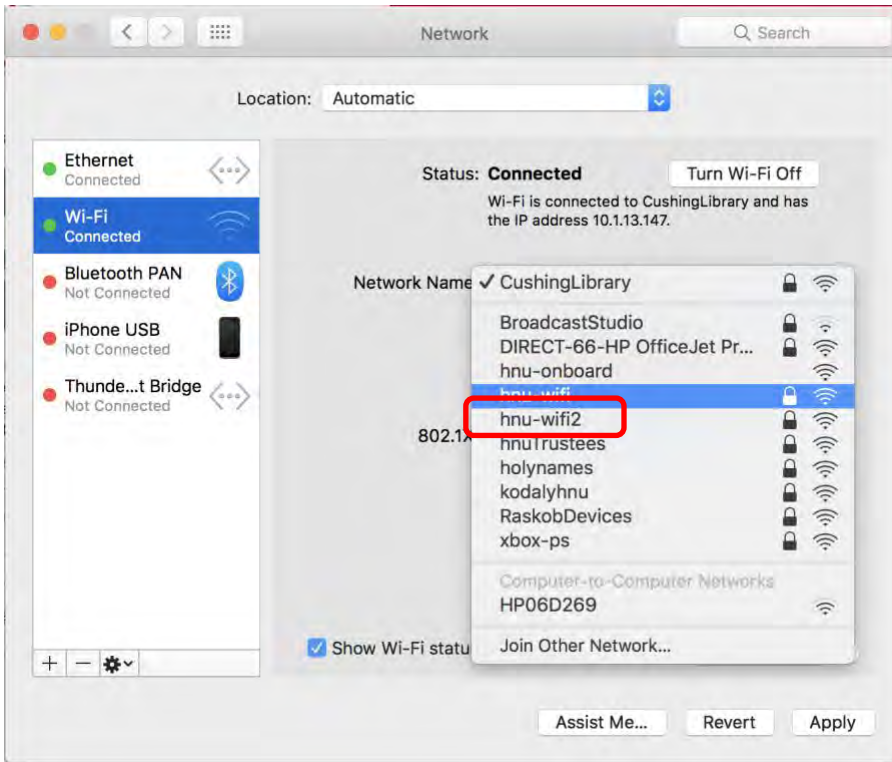 Network
Search
Location: Automatic
Ethernet
Connected
Wi-Fi
Connected
Bluetooth PAN
Not Connected
iPhone USB
Not Connected
Thunde...t Bridge
Not Connected
Status: Connected
Turn Wi-Fi Off
Wi-Fi is connected to CushingLibrary and has
the IP address 10.1.13.147.
Network Name
✓ CushingLibrary
BroadcastStudio
DIRECT-66-HP OfficeJet Pr...
hnu-onboard
hnu-wifi
hnu-wifi2
hnuTrustees
holynames
kodalyhnu
RaskobDevices
xbox-ps
Computer-to-Computer Networks
HP06D269
Join Other Network...
802.1X
Show Wi-Fi statu
Assist Me...
Revert
Apply